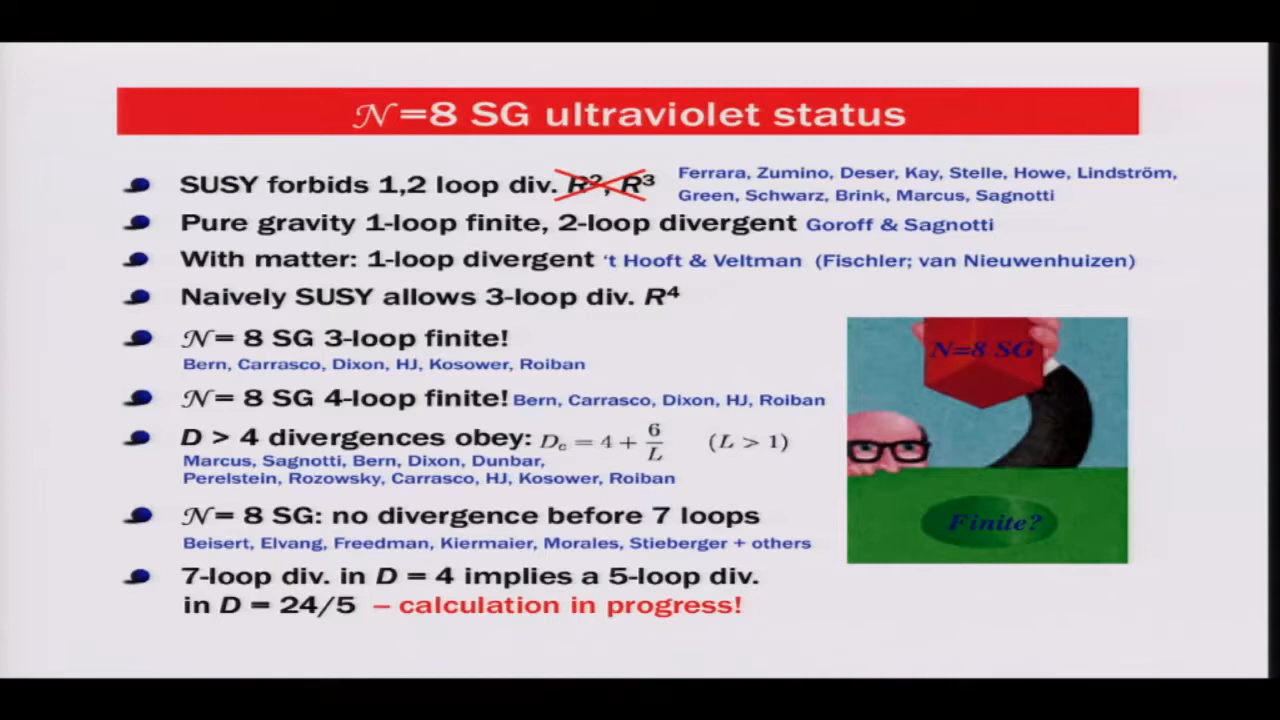 𝒩=8 SG ultraviolet status
SUSY forbids 1,2 loop div. R², R³
Ferrara, Zumino, Deser, Kay, Stelle, Howe, Lindström,
Green, Schwarz, Brink, Marcus, Sagnotti
Pure gravity 1-loop finite, 2-loop divergent Goroff & Sagnotti
With matter: 1-loop divergent ‘t Hooft & Veltman (Fischler; van Nieuwenhuizen)
Naively SUSY allows 3-loop div. R⁴
𝒩= 8 SG 3-loop finite!
Bern, Carrasco, Dixon, HJ, Kosower, Roiban
𝒩= 8 SG 4-loop finite! Bern, Carrasco, Dixon, HJ, Roiban
D > 4 divergences obey: D_c = 4 + 6/L (L > 1)
Marcus, Sagnotti, Bern, Dixon, Dunbar,
Perelstein, Rozowsky, Carrasco, HJ, Kosower, Roiban
𝒩= 8 SG: no divergence before 7 loops
Beisert, Elvang, Freedman, Kiermaier, Morales, Stieberger + others
7-loop div. in D = 4 implies a 5-loop div.
in D = 24/5 – calculation in progress!
N=8 SG
Finite?